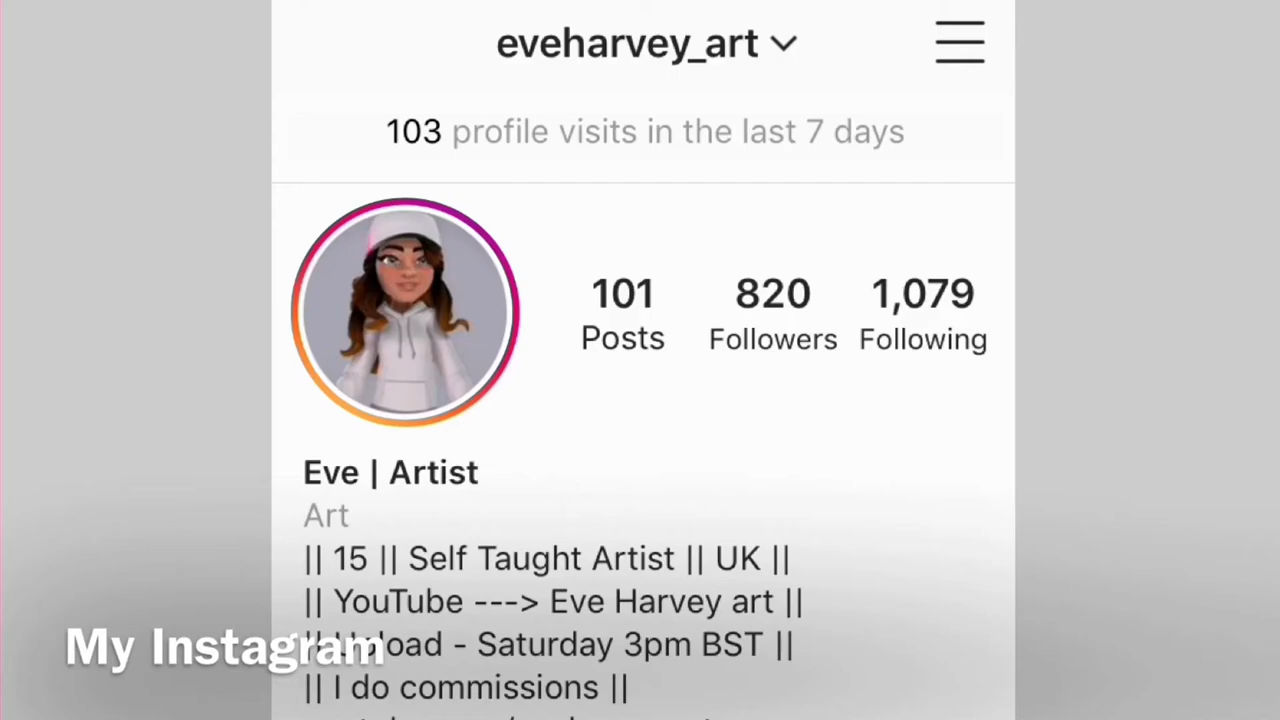 eveharvey_art
103 profile visits in the last 7 days
101 820 1,079
Posts Followers Following
Eve | Artist
Art
|| 15 || Self Taught Artist || UK ||
|| YouTube ---> Eve Harvey art ||
|| Upload - Saturday 3pm BST ||
My Instagram
|| I do commissions ||